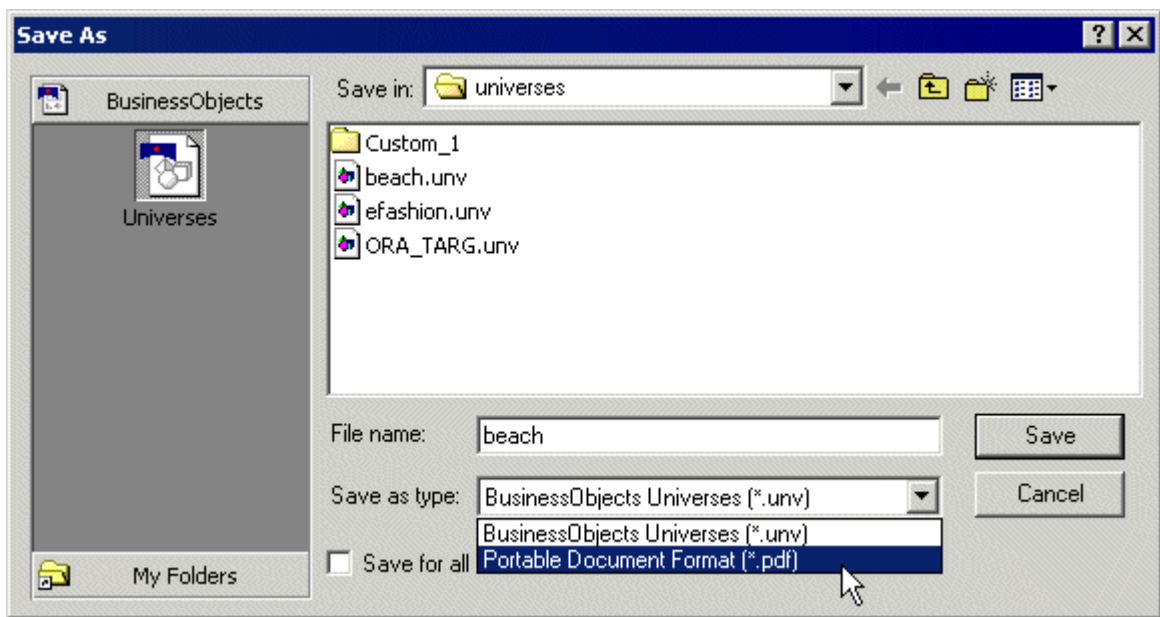 Save As
BusinessObjects
Universes
My Folders
Save in: universes
Custom_1
beach.unv
efashion.unv
ORA_TARG.unv
File name: beach
Save
Save as type: BusinessObjects Universes (*.unv)
Cancel
BusinessObjects Universes (*.unv)
Save for all Portable Document Format (*.pdf)